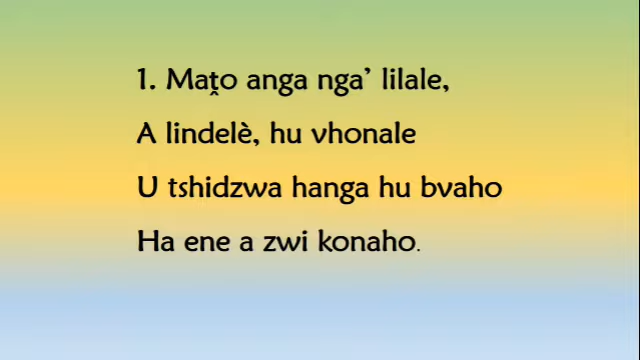 1. Maṱo anga nga’ lilale,
A lindelè, hu vhonale
U tshidzwa hanga hu bvaho
Ha ene a zwi konaho.